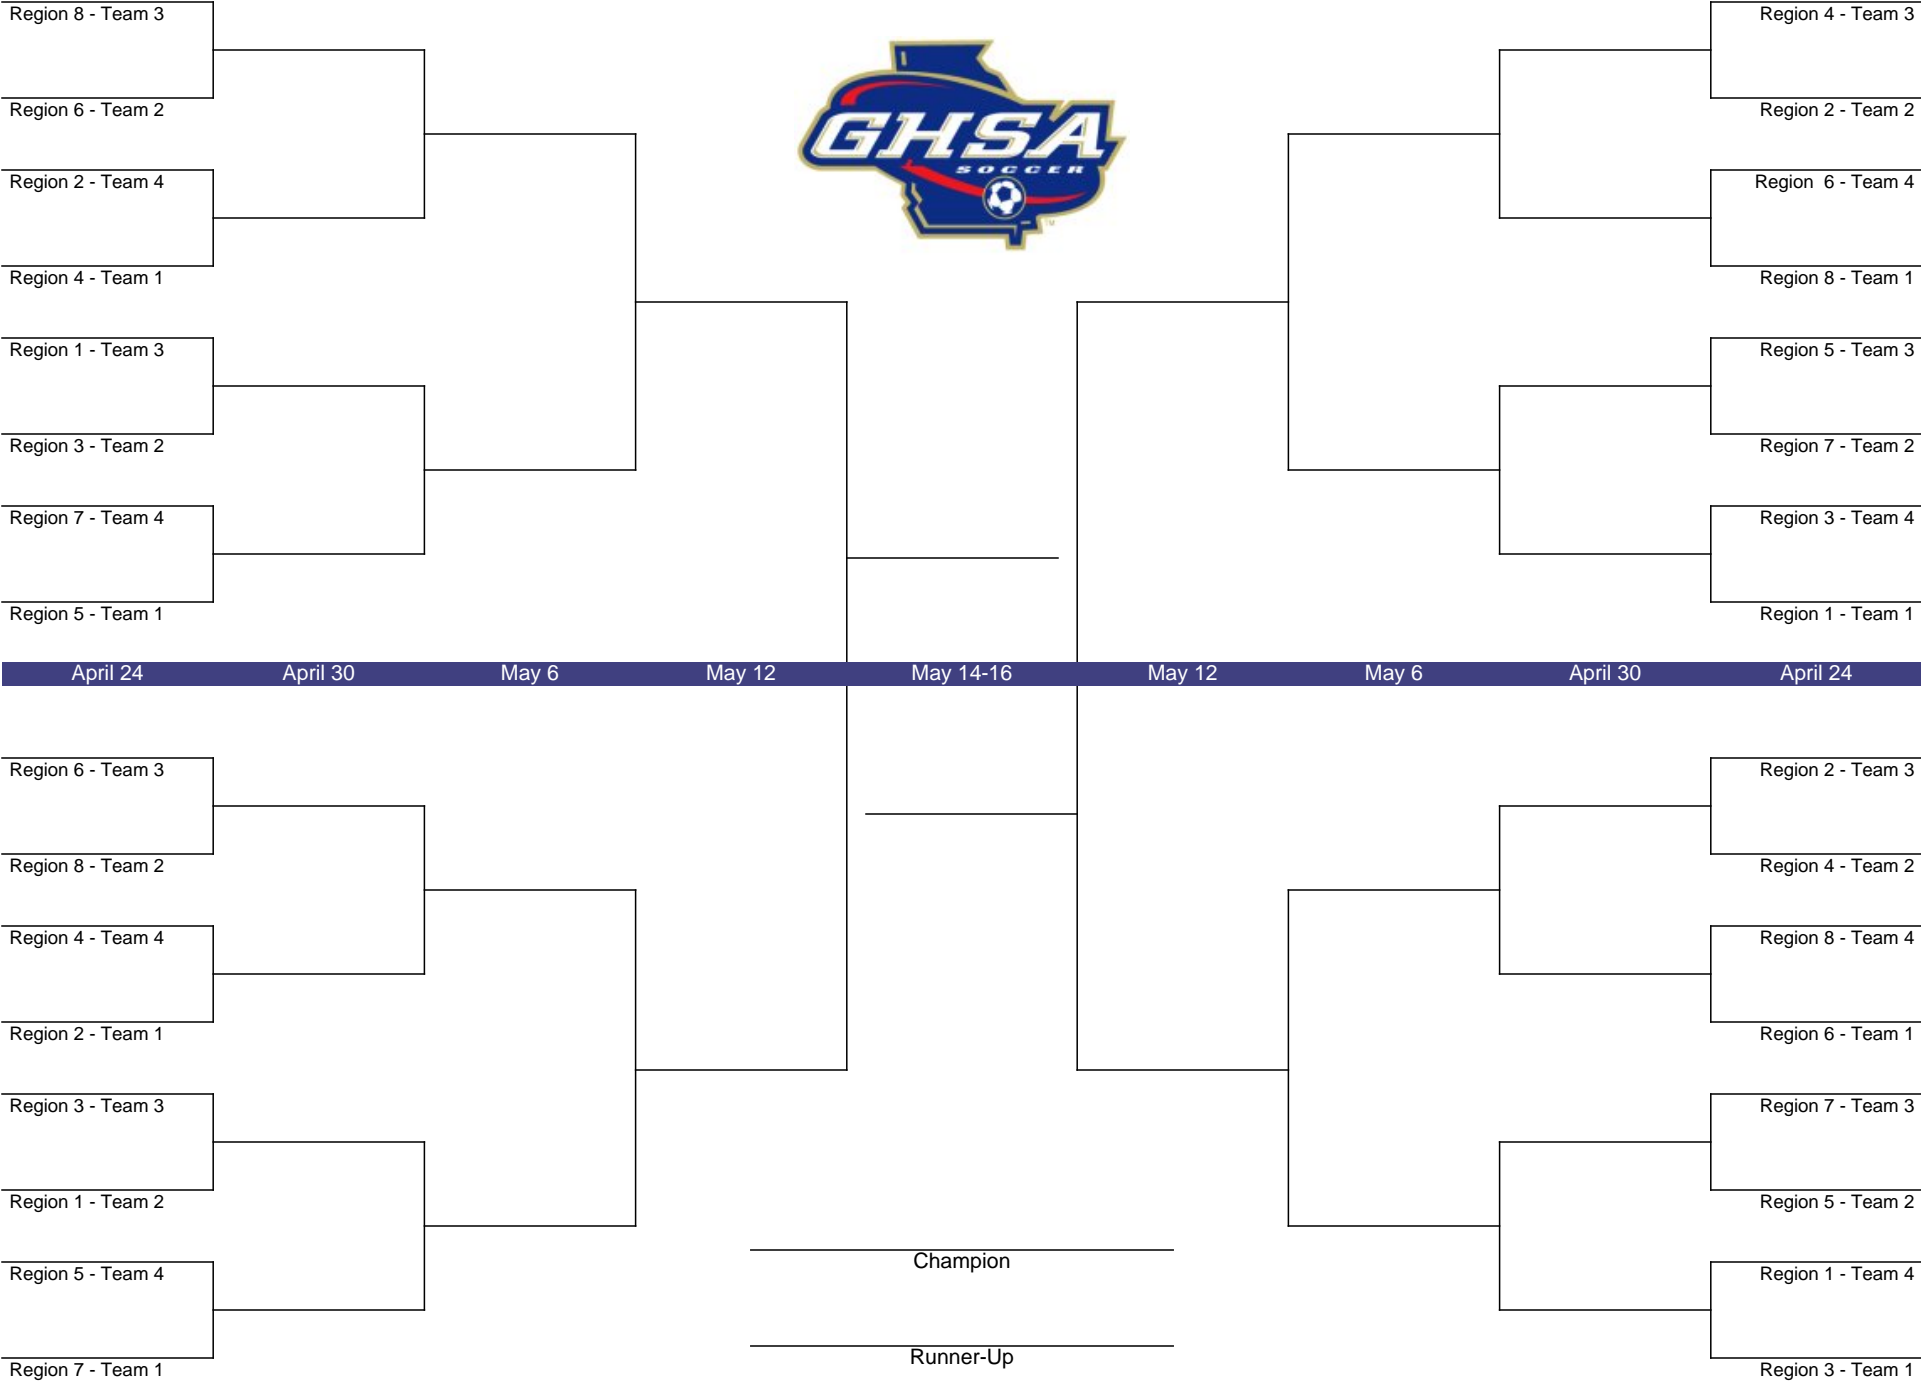 Region 8 - Team 3
Region 6 - Team 2
Region 2 - Team 4
Region 4 - Team 1
Region 1 - Team 3
Region 3 - Team 2
Region 7 - Team 4
Region 5 - Team 1
GHSA
SOCCER
TM
Region 4 - Team 3
Region 2 - Team 2
Region  6 - Team 4
Region 8 - Team 1
Region 5 - Team 3
Region 7 - Team 2
Region 3 - Team 4
Region 1 - Team 1
April 24 April 30 May 6 May 12 May 14-16 May 12 May 6 April 30 April 24
Region 6 - Team 3
Region 8 - Team 2
Region 4 - Team 4
Region 2 - Team 1
Region 3 - Team 3
Region 1 - Team 2
Region 5 - Team 4
Region 7 - Team 1
Champion
Runner-Up
Region 2 - Team 3
Region 4 - Team 2
Region 8 - Team 4
Region 6 - Team 1
Region 7 - Team 3
Region 5 - Team 2
Region 1 - Team 4
Region 3 - Team 1